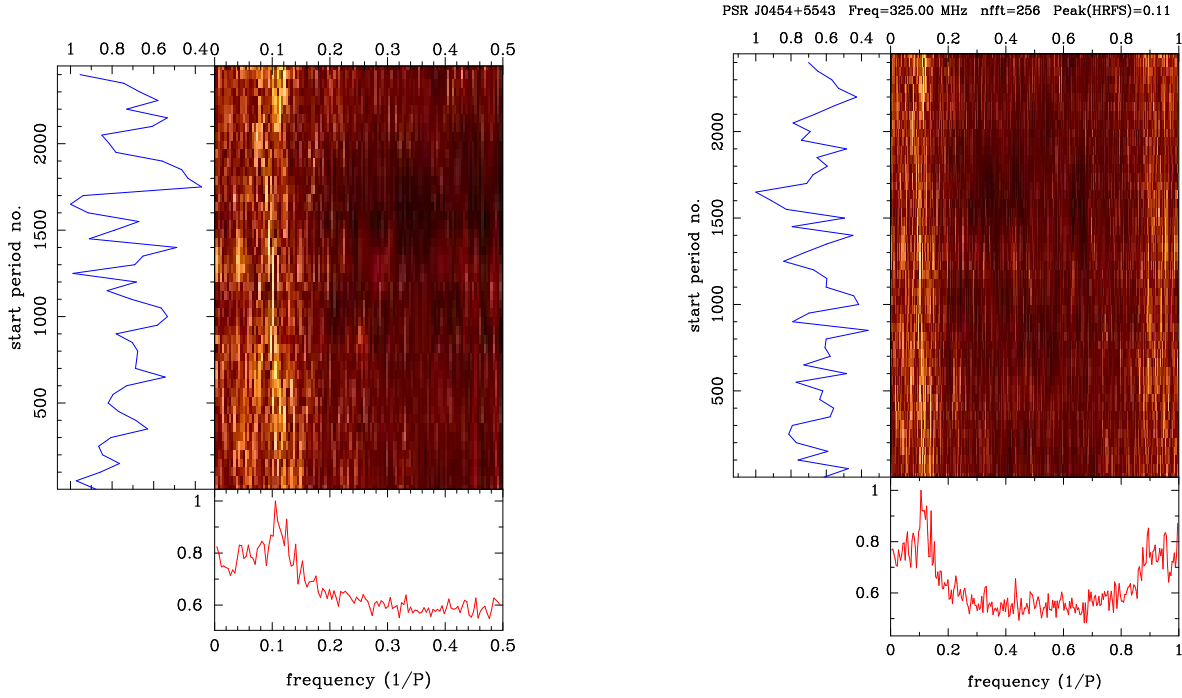 PSR J0454+5543 Freq=325.00 MHz nfft=256 Peak(HRFS)=0.11
1 0.8 0.6 0.4 0 0.1 0.2 0.3 0.4 0.5
1 0.8 0.6 0.4 0 0.2 0.4 0.6 0.8 1
start period no.
2000
1500
1000
500
start period no.
2000
1500
1000
500
1
0.8
0.6
0 0.1 0.2 0.3 0.4 0.5
frequency (1/P)
1
0.8
0.6
0 0.2 0.4 0.6 0.8 1
frequency (1/P)